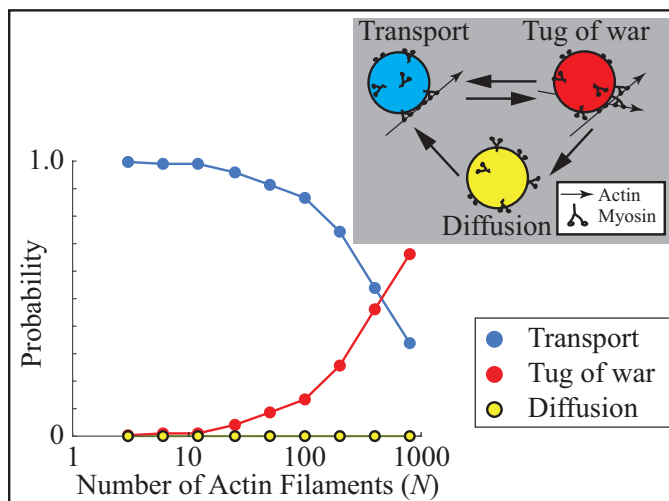 Transport
Tug of war
Diffusion
Actin
Myosin
1.0
0
Probability
1
10
100
1000
Number of Actin Filaments (N)
Transport
Tug of war
Diffusion